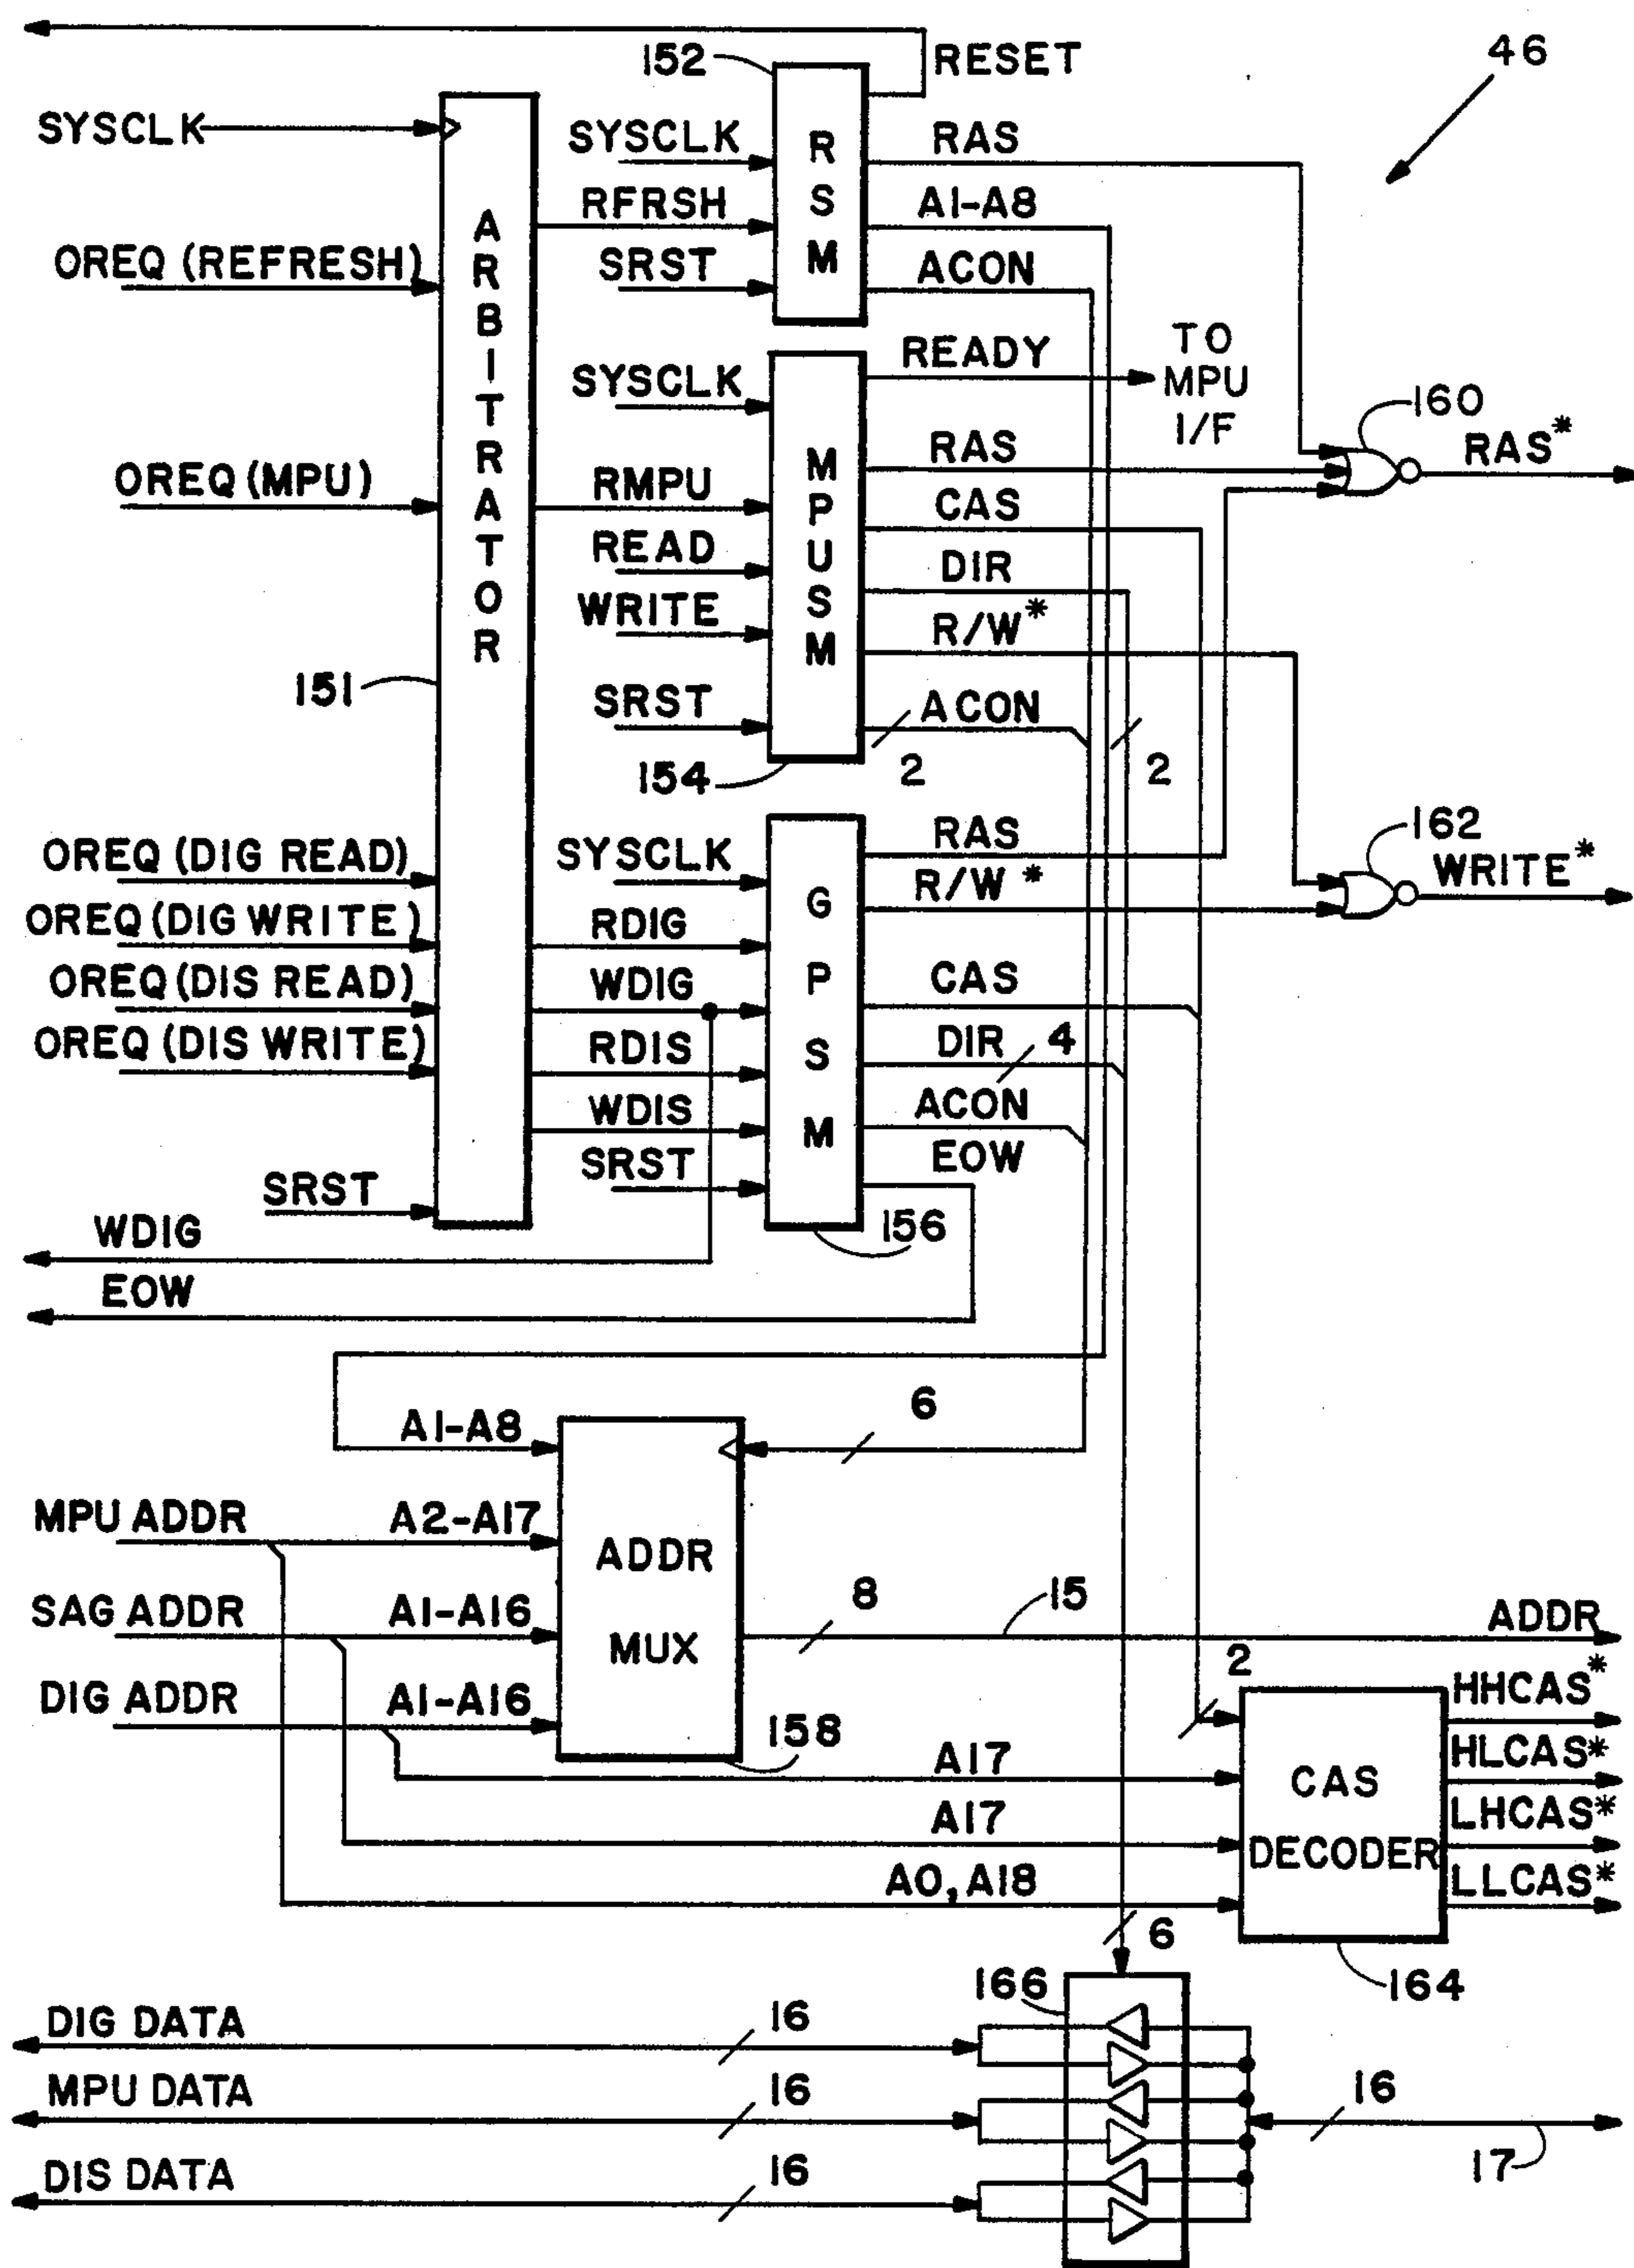 46
152
RESET
SYSCLK
SYSCLK
RSM
RAS
RFRSH
A1-A8
OREQ (REFRESH)
ARBITRATOR
SRST
ACON
READY
TO
MPU
I/F
SYSCLK
160
MPUSM
RAS
RAS*
OREQ (MPU)
RMPU
CAS
READ
DIR
WRITE
R/W*
151
SRST
ACON
2
2
154
OREQ (DIG READ)
SYSCLK
GPSM
RAS
162
WRITE*
R/W*
OREQ (DIG WRITE)
RDIG
OREQ (DIS READ)
WDIG
CAS
OREQ (DIS WRITE)
RDIS
DIR
4
WDIS
ACON
SRST
SRST
EOW
WDIG
156
EOW
A1-A8
6
MPU ADDR
A2-A17
ADDR
MUX
SAG ADDR
A1-A16
8
15
ADDR
DIG ADDR
A1-A16
158
2
HHCAS*
A17
CAS
DECODER
HLCAS*
A17
LHCAS*
A0, A18
LLCAS*
6
166
164
DIG DATA
16
MPU DATA
16
16
DIS DATA
16
17